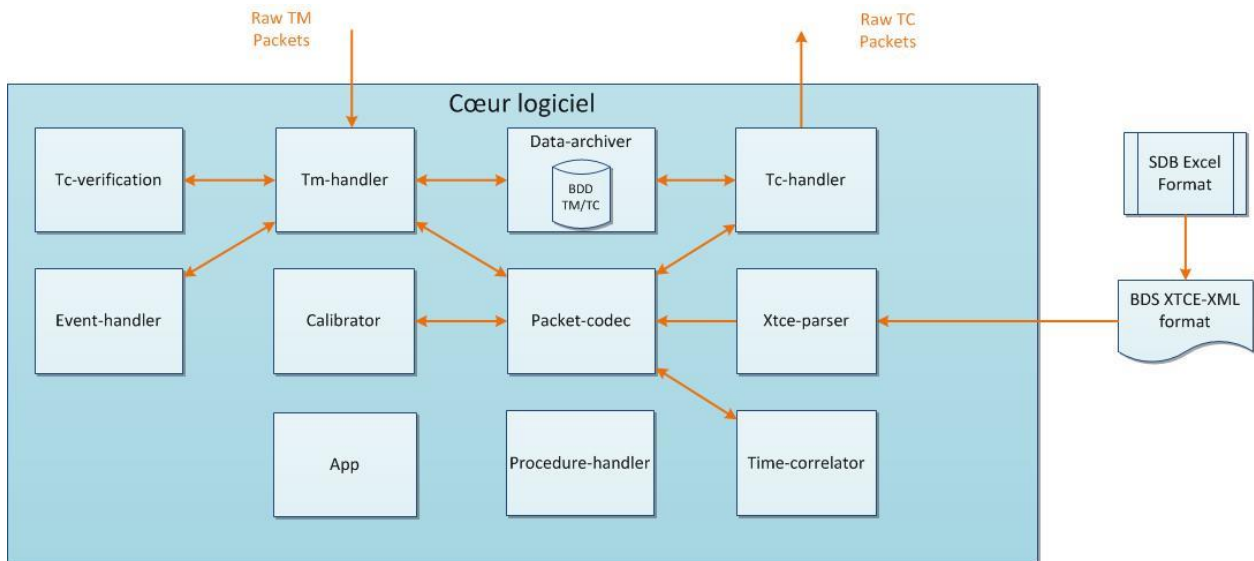 Raw TM
Packets
Raw TC
Packets
Cœur logiciel
Tc-verification
Tm-handler
Data-archiver
BDD
TM/TC
Tc-handler
SDB Excel
Format
Event-handler
Calibrator
Packet-codec
Xtce-parser
BDS XTCE-XML
format
App
Procedure-handler
Time-correlator